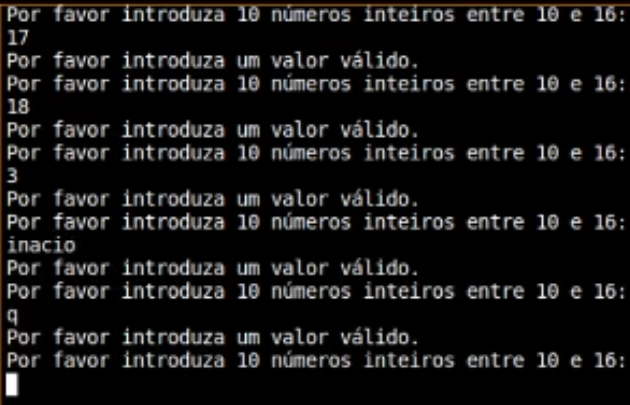 Por favor introduza 10 números inteiros entre 10 e 16:
17
Por favor introduza um valor válido.
Por favor introduza 10 números inteiros entre 10 e 16:
18
Por favor introduza um valor válido.
Por favor introduza 10 números inteiros entre 10 e 16:
3
Por favor introduza um valor válido.
Por favor introduza 10 números inteiros entre 10 e 16:
inacio
Por favor introduza um valor válido.
Por favor introduza 10 números inteiros entre 10 e 16:
q
Por favor introduza um valor válido.
Por favor introduza 10 números inteiros entre 10 e 16: